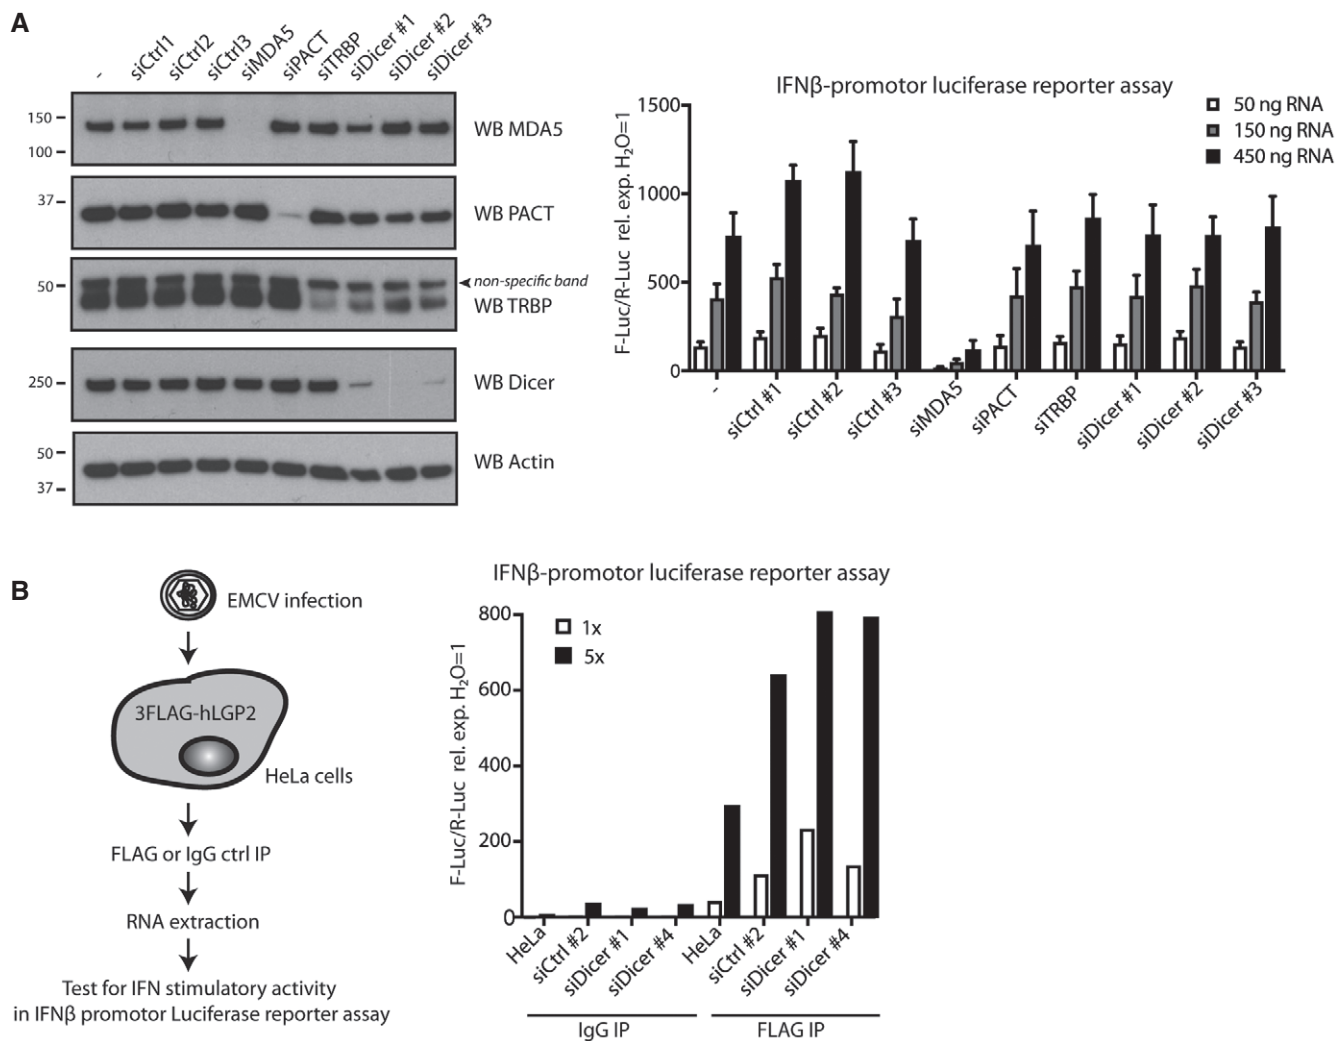 A
-
siCtrl1
siCtrl2
siCtrl3
siMDA5
siPACT
siTRBP
siDicer #1
siDicer #2
siDicer #3
150
100
WB MDA5
37
WB PACT
50
non-specific band
WB TRBP
250
WB Dicer
50
37
WB Actin
IFNβ-promotor luciferase reporter assay
F-Luc/R-Luc rel. exp. H₂O=1
1500
1000
500
0
50 ng RNA
150 ng RNA
450 ng RNA
-
siCtrl #1
siCtrl #2
siCtrl #3
siMDA5
siPACT
siTRBP
siDicer #1
siDicer #2
siDicer #3
B
EMCV infection
3FLAG-hLGP2
HeLa cells
FLAG or IgG ctrl IP
RNA extraction
Test for IFN stimulatory activity
in IFNβ promotor Luciferase reporter assay
IFNβ-promotor luciferase reporter assay
F-Luc/R-Luc rel. exp. H₂O=1
800
600
400
200
0
1x
5x
HeLa
siCtrl #2
siDicer #1
siDicer #4
HeLa
siCtrl #2
siDicer #1
siDicer #4
IgG IP
FLAG IP